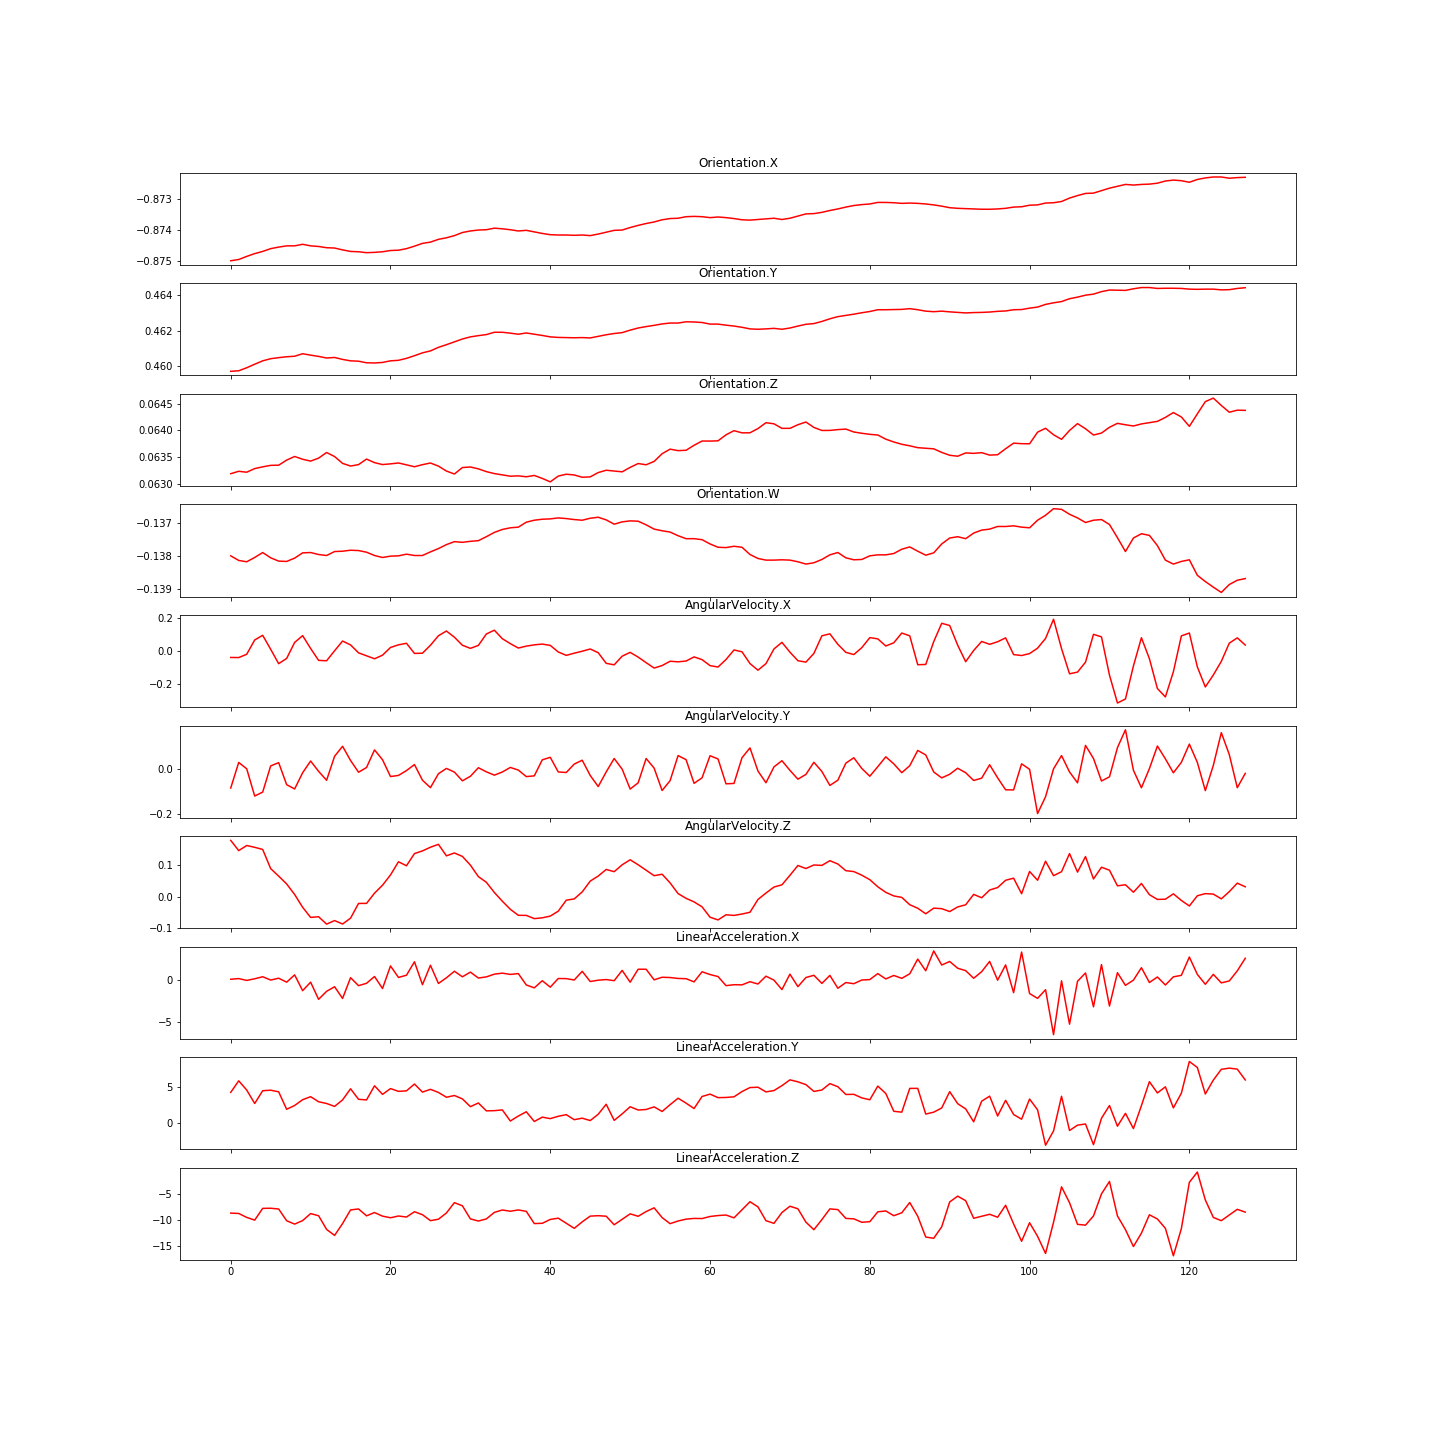 Orientation.X
−0.873
−0.874
−0.875
Orientation.Y
0.464
0.462
0.460
Orientation.Z
0.0645
0.0640
0.0635
0.0630
Orientation.W
−0.137
−0.138
−0.139
AngularVelocity.X
0.2
0.0
−0.2
AngularVelocity.Y
0.0
−0.2
AngularVelocity.Z
0.1
0.0
−0.1
LinearAcceleration.X
0
−5
LinearAcceleration.Y
5
0
LinearAcceleration.Z
−5
−10
−15
0 20 40 60 80 100 120